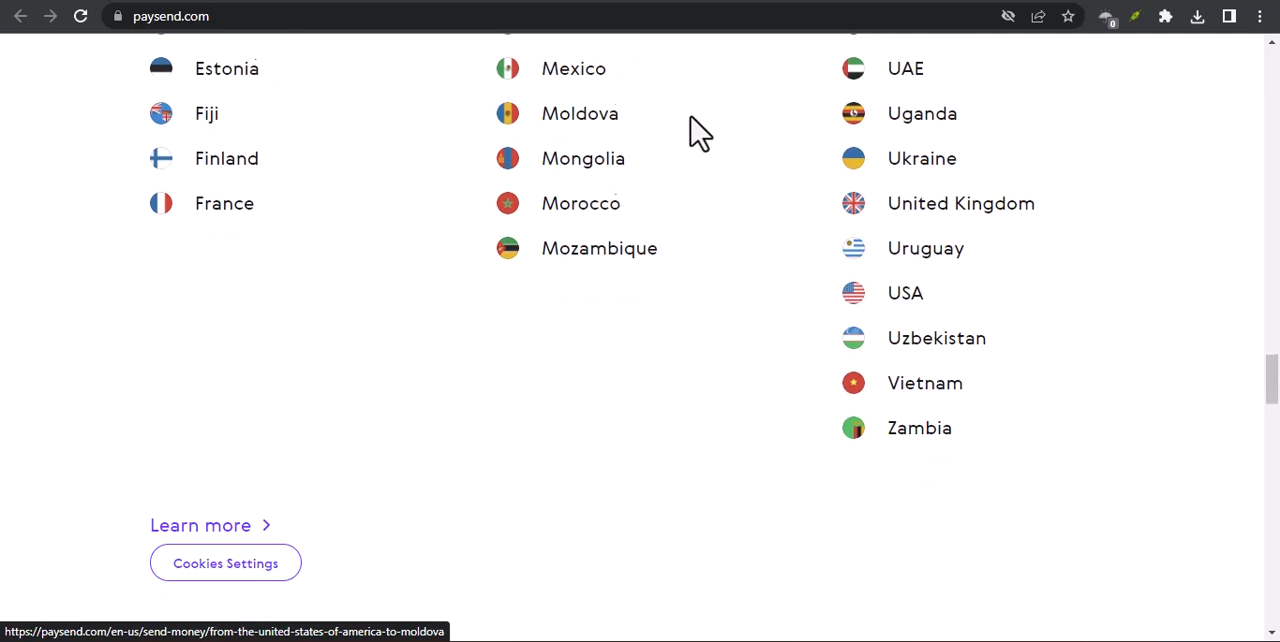 paysend.com
0
Estonia
Fiji
Finland
France
Mexico
Moldova
Mongolia
Morocco
Mozambique
UAE
Uganda
Ukraine
United Kingdom
Uruguay
USA
Uzbekistan
Vietnam
Zambia
Learn more
Cookies Settings
https://paysend.com/en-us/send-money/from-the-united-states-of-america-to-moldova